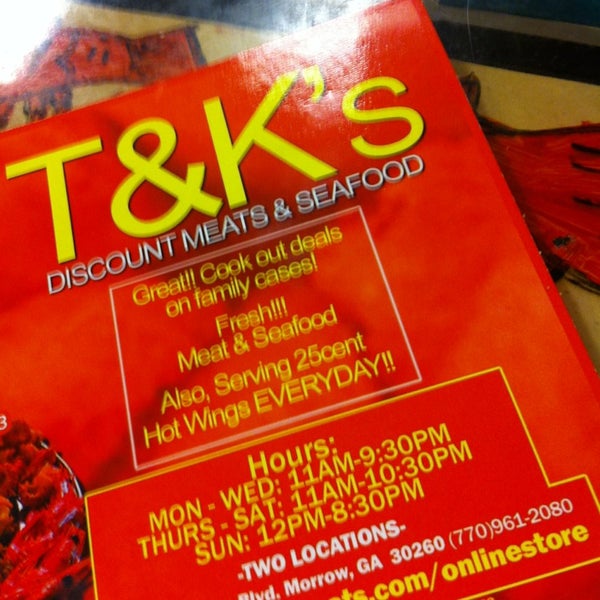 T&K's
DISCOUNT MEATS & SEAFOOD
Great!! Cook out deals
on family cases!
Fresh!!!
Meat & Seafood
Also, Serving 25cent
Hot Wings EVERYDAY!!
Hours:
MON - WED: 11AM-9:30PM
THURS - SAT: 11AM-10:30PM
SUN: 12PM-8:30PM
-TWO LOCATIONS-
Blvd, Morrow, GA 30260 (770)961-2080
ts.com/onlinestore